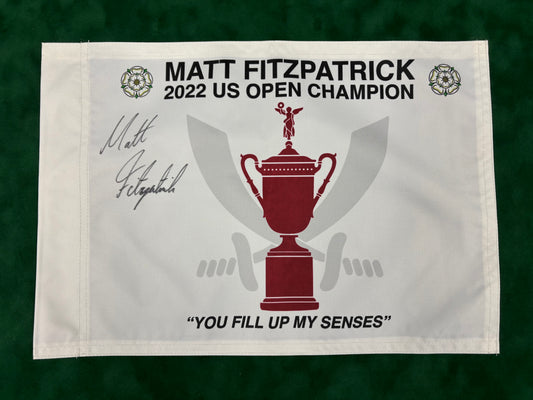 MATT FITZPATRICK
2022 US OPEN CHAMPION
Matt
Fitzpatrick
"YOU FILL UP MY SENSES"